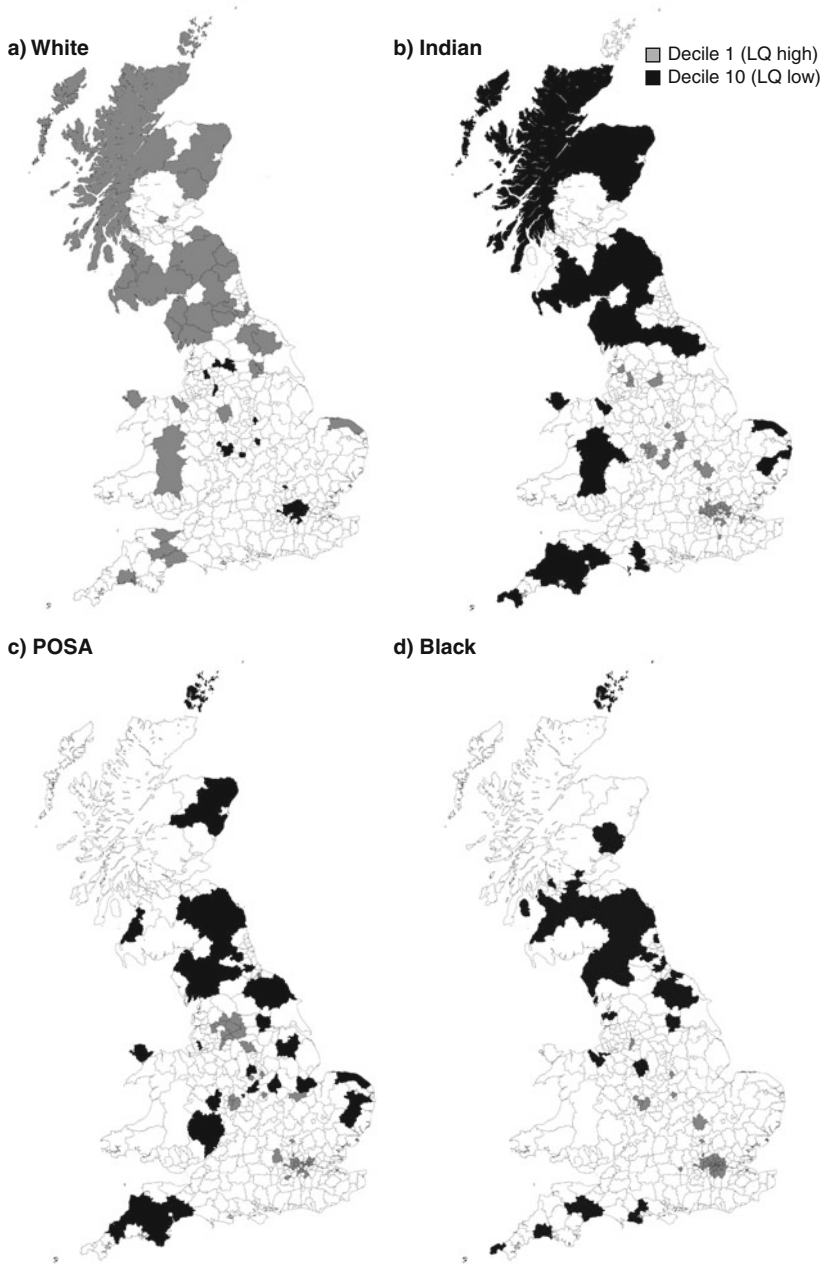 a) White
b) Indian
Decile 1 (LQ high)
Decile 10 (LQ low)
c) POSA
d) Black